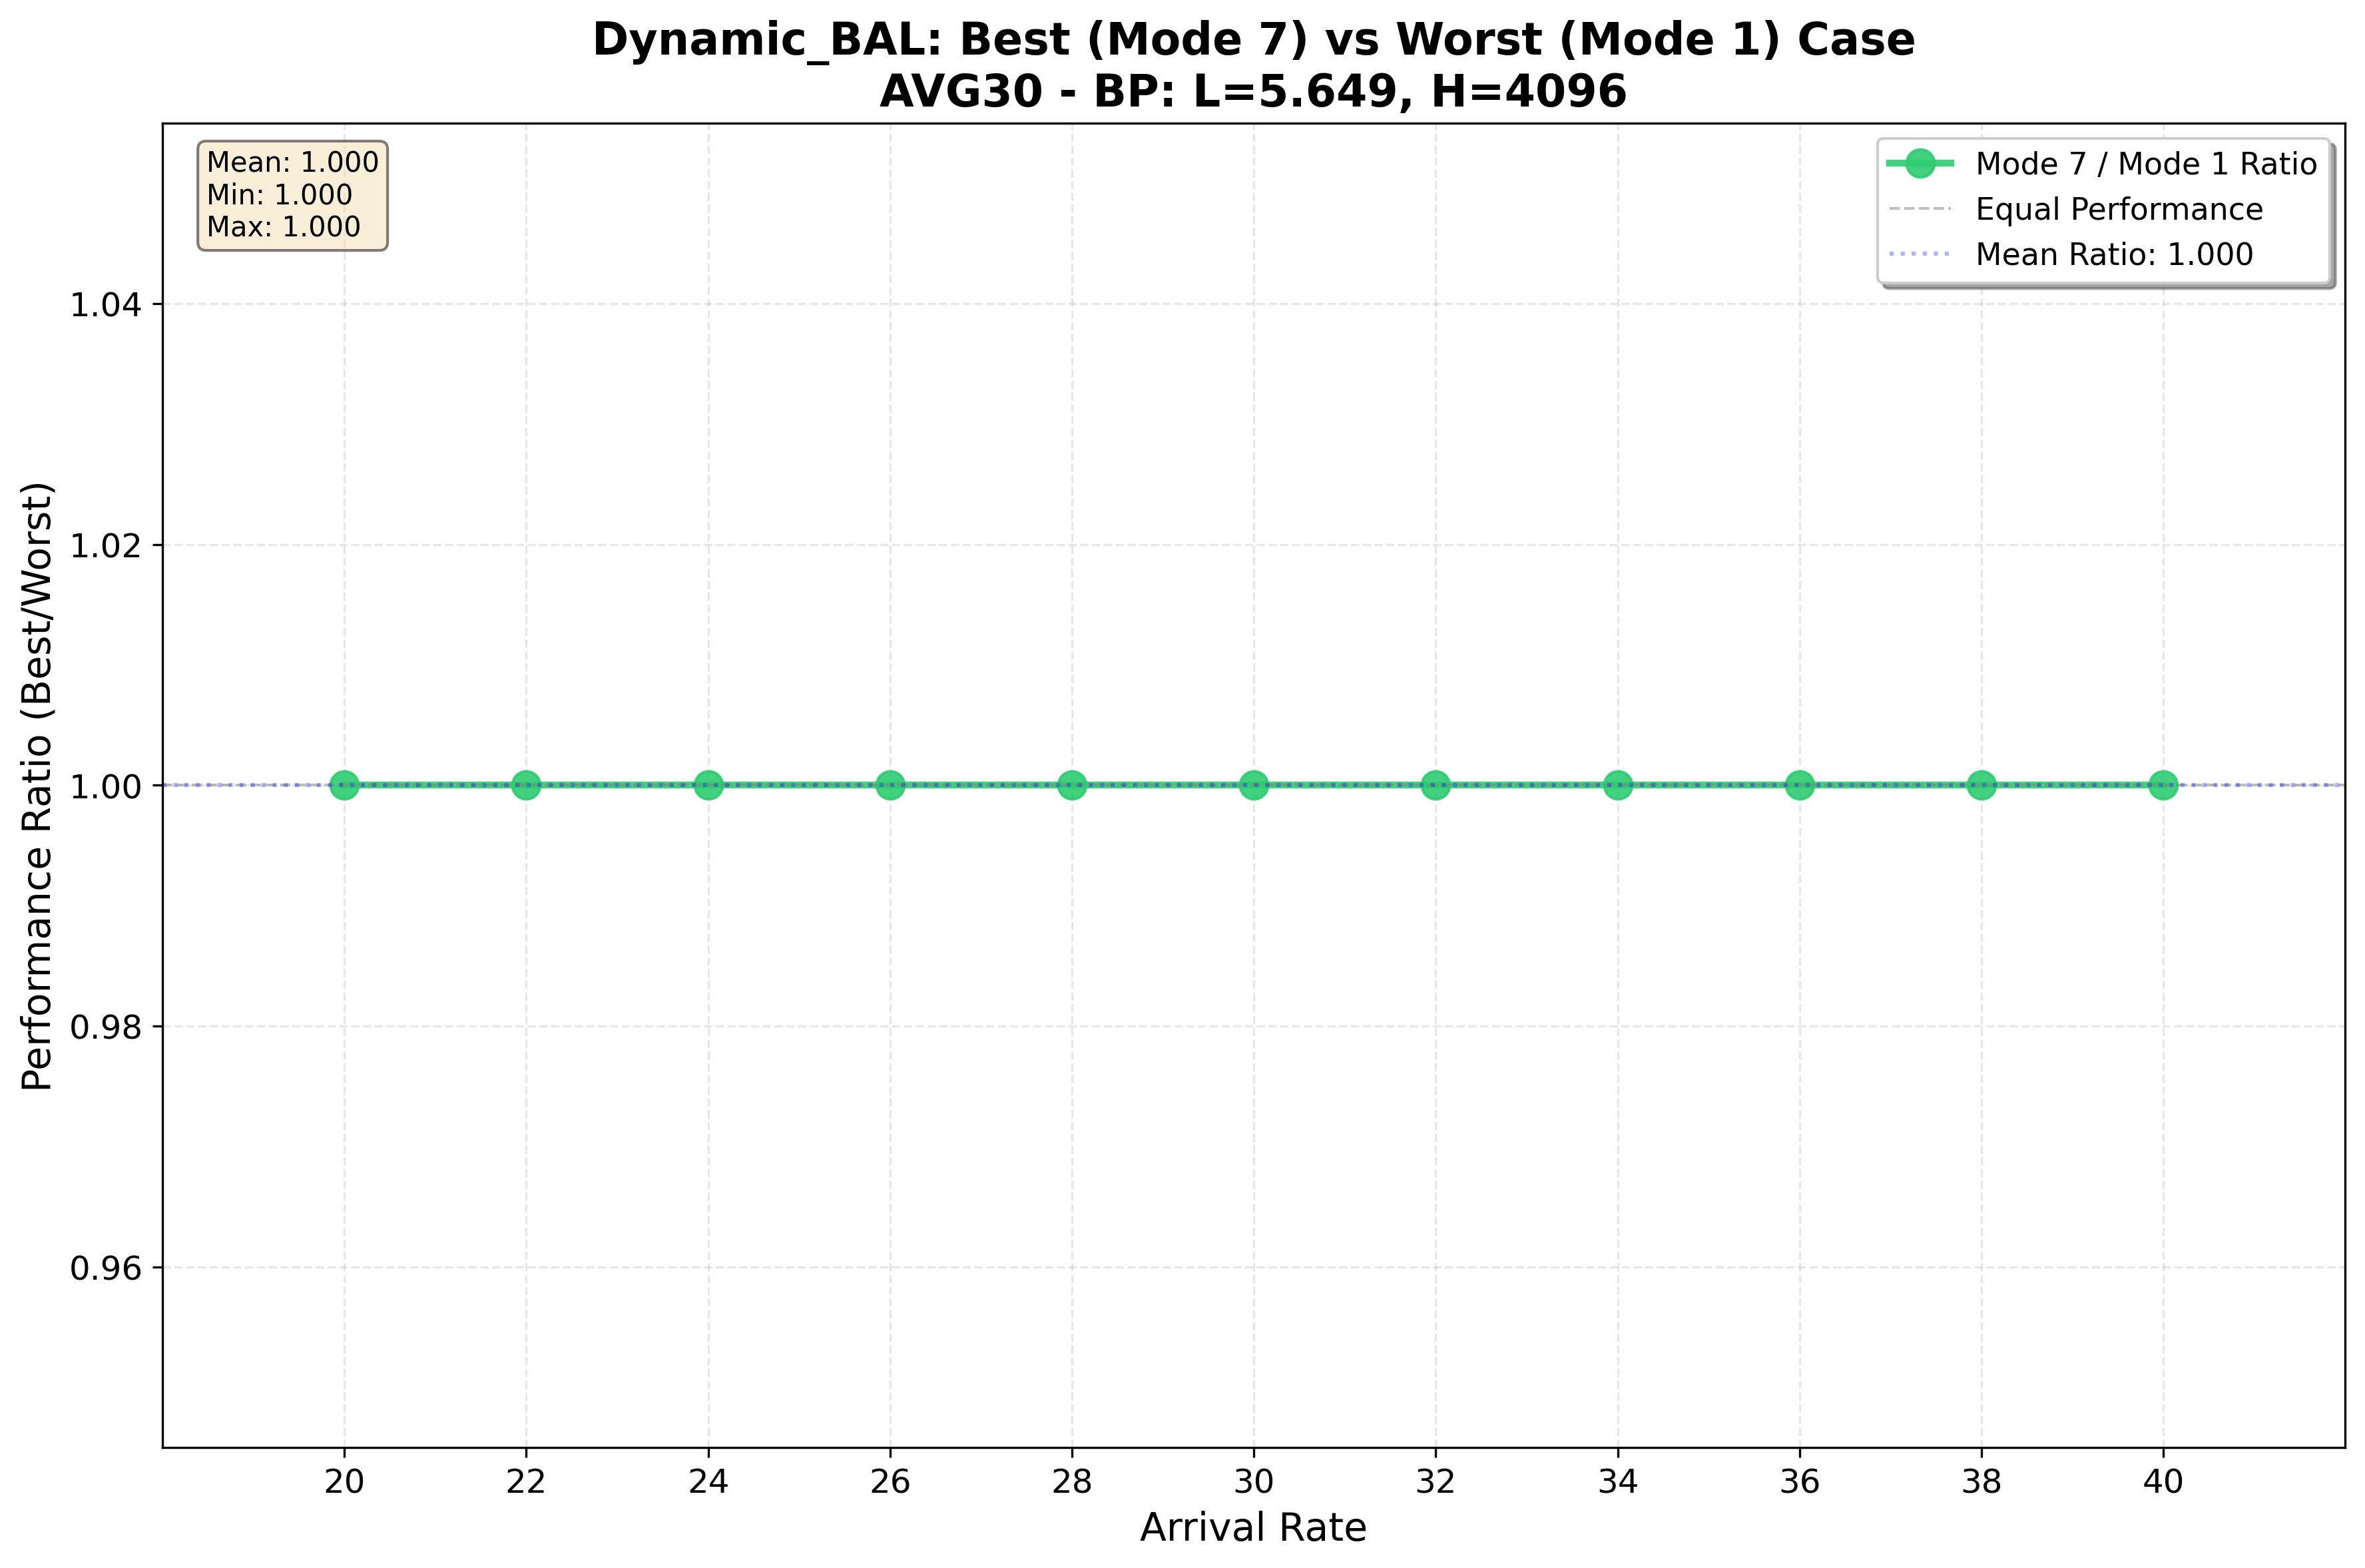 Dynamic_BAL: Best (Mode 7) vs Worst (Mode 1) Case
AVG30 - BP: L=5.649, H=4096
Mean: 1.000
Min: 1.000
Max: 1.000
Mode 7 / Mode 1 Ratio
Equal Performance
Mean Ratio: 1.000
Performance Ratio (Best/Worst)
1.04
1.02
1.00
0.98
0.96
20 22 24 26 28 30 32 34 36 38 40
Arrival Rate